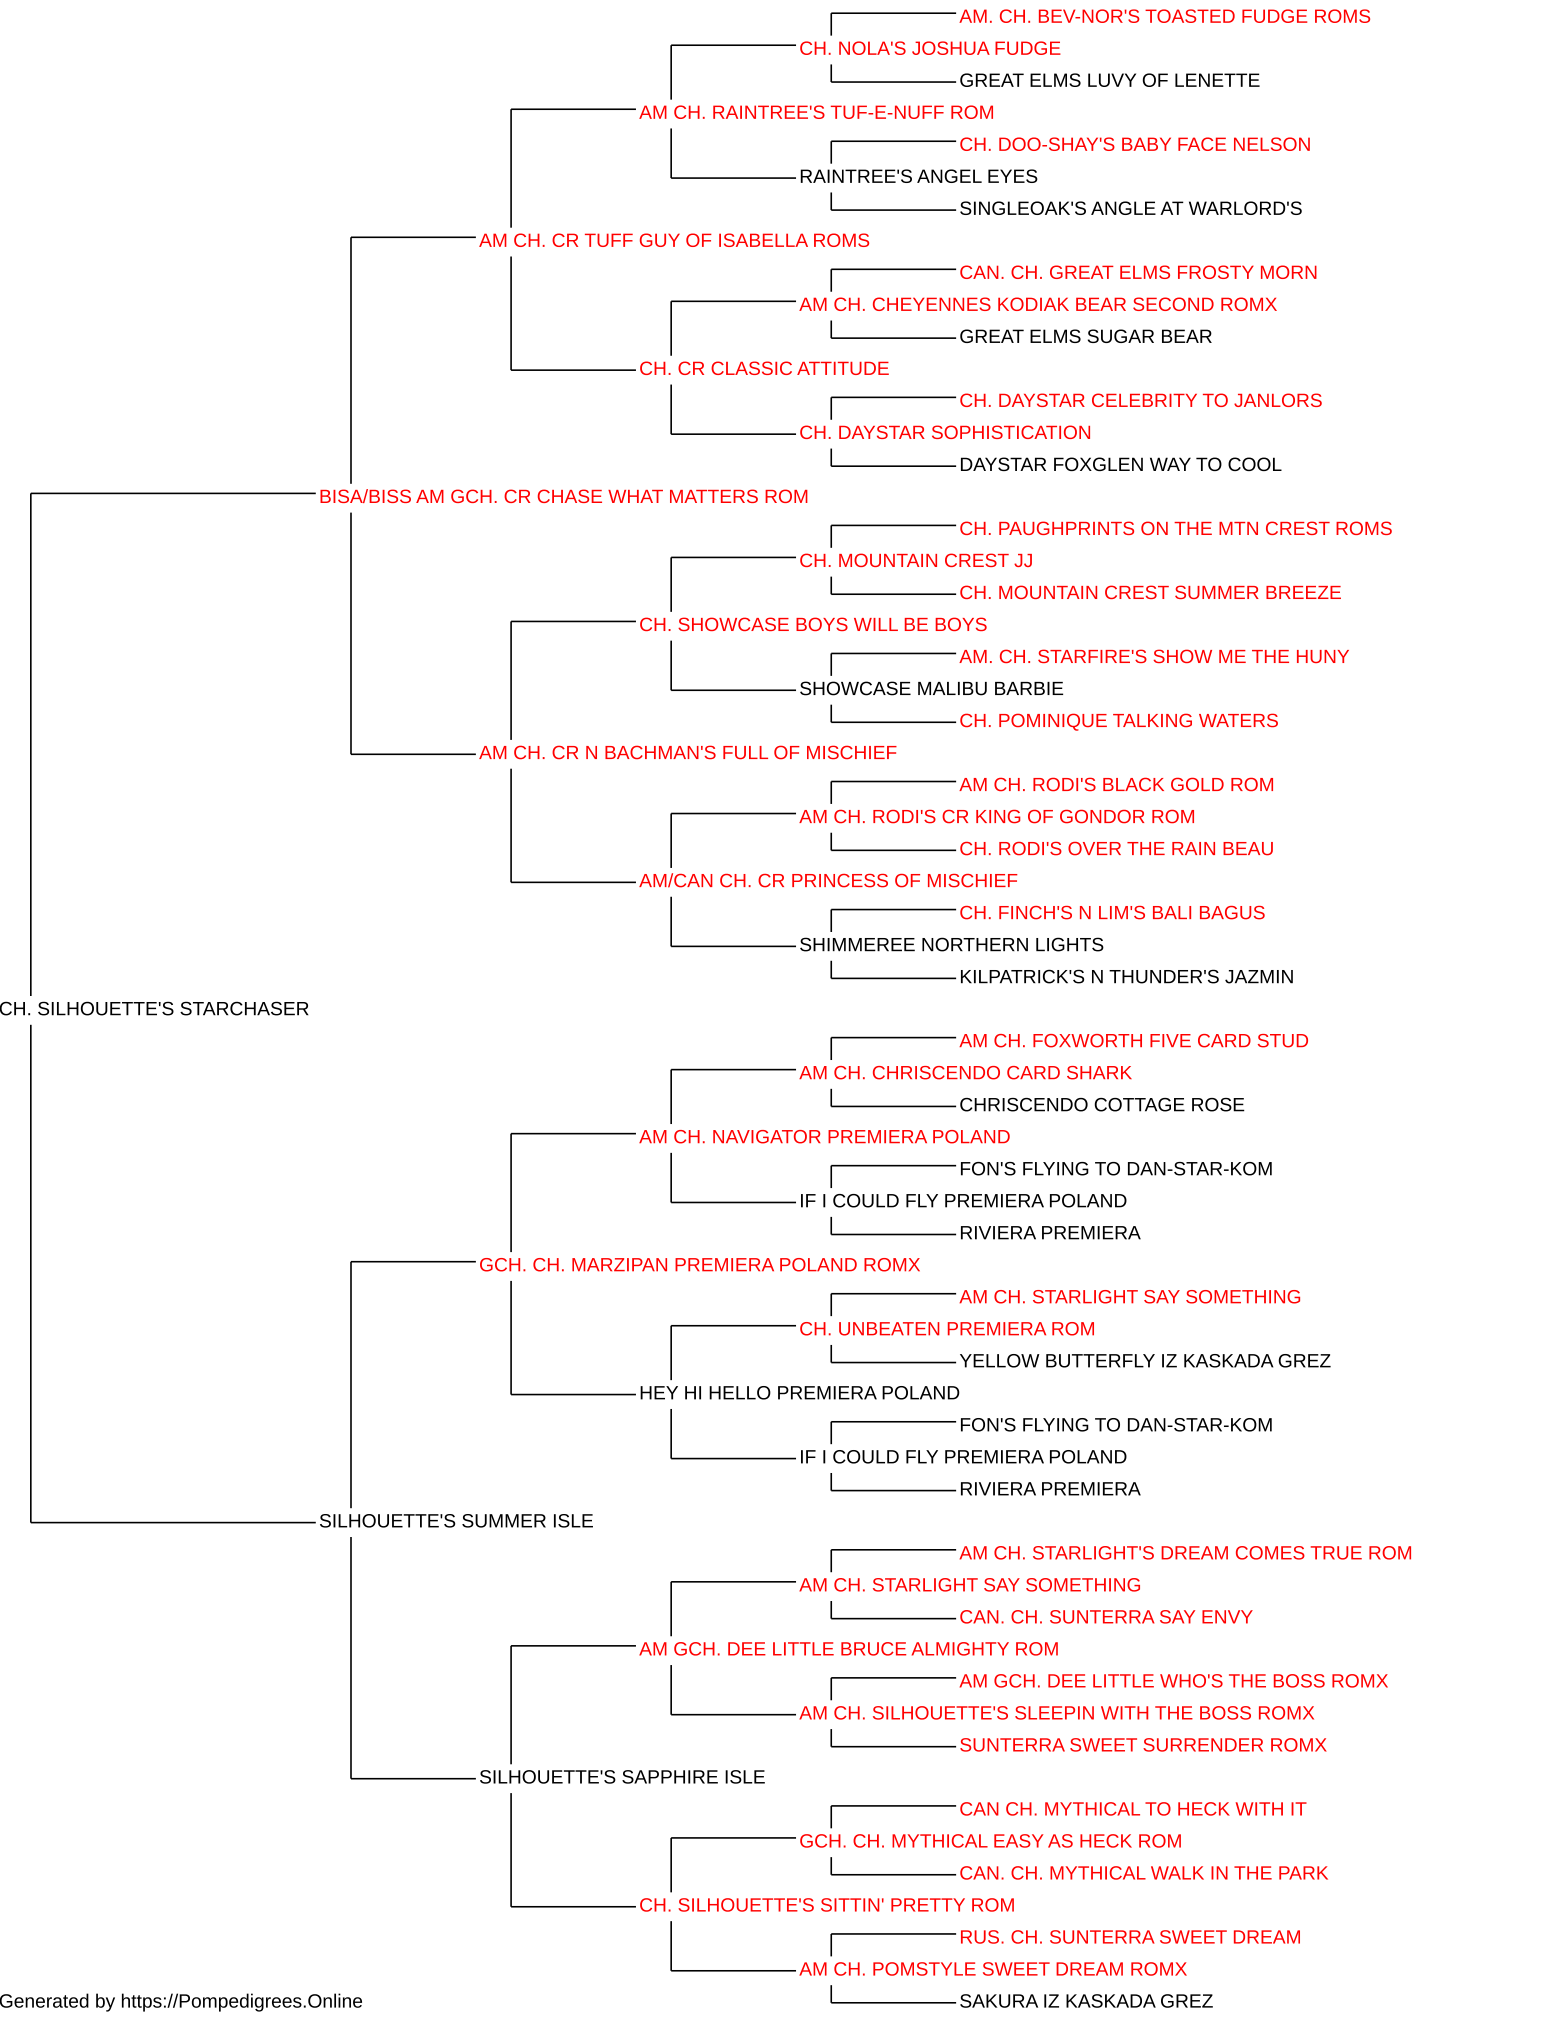 AM. CH. BEV-NOR'S TOASTED FUDGE ROMS
CH. NOLA'S JOSHUA FUDGE
GREAT ELMS LUVY OF LENETTE
AM CH. RAINTREE'S TUF-E-NUFF ROM
CH. DOO-SHAY'S BABY FACE NELSON
RAINTREE'S ANGEL EYES
SINGLEOAK'S ANGLE AT WARLORD'S
AM CH. CR TUFF GUY OF ISABELLA ROMS
CAN. CH. GREAT ELMS FROSTY MORN
AM CH. CHEYENNES KODIAK BEAR SECOND ROMX
GREAT ELMS SUGAR BEAR
CH. CR CLASSIC ATTITUDE
CH. DAYSTAR CELEBRITY TO JANLORS
CH. DAYSTAR SOPHISTICATION
DAYSTAR FOXGLEN WAY TO COOL
BISA/BISS AM GCH. CR CHASE WHAT MATTERS ROM
CH. PAUGHPRINTS ON THE MTN CREST ROMS
CH. MOUNTAIN CREST JJ
CH. MOUNTAIN CREST SUMMER BREEZE
CH. SHOWCASE BOYS WILL BE BOYS
AM. CH. STARFIRE'S SHOW ME THE HUNY
SHOWCASE MALIBU BARBIE
CH. POMINIQUE TALKING WATERS
AM CH. CR N BACHMAN'S FULL OF MISCHIEF
AM CH. RODI'S BLACK GOLD ROM
AM CH. RODI'S CR KING OF GONDOR ROM
CH. RODI'S OVER THE RAIN BEAU
AM/CAN CH. CR PRINCESS OF MISCHIEF
CH. FINCH'S N LIM'S BALI BAGUS
SHIMMEREE NORTHERN LIGHTS
KILPATRICK'S N THUNDER'S JAZMIN
CH. SILHOUETTE'S STARCHASER
AM CH. FOXWORTH FIVE CARD STUD
AM CH. CHRISCENDO CARD SHARK
CHRISCENDO COTTAGE ROSE
AM CH. NAVIGATOR PREMIERA POLAND
FON'S FLYING TO DAN-STAR-KOM
IF I COULD FLY PREMIERA POLAND
RIVIERA PREMIERA
GCH. CH. MARZIPAN PREMIERA POLAND ROMX
AM CH. STARLIGHT SAY SOMETHING
CH. UNBEATEN PREMIERA ROM
YELLOW BUTTERFLY IZ KASKADA GREZ
HEY HI HELLO PREMIERA POLAND
FON'S FLYING TO DAN-STAR-KOM
IF I COULD FLY PREMIERA POLAND
RIVIERA PREMIERA
SILHOUETTE'S SUMMER ISLE
AM CH. STARLIGHT'S DREAM COMES TRUE ROM
AM CH. STARLIGHT SAY SOMETHING
CAN. CH. SUNTERRA SAY ENVY
AM GCH. DEE LITTLE BRUCE ALMIGHTY ROM
AM GCH. DEE LITTLE WHO'S THE BOSS ROMX
AM CH. SILHOUETTE'S SLEEPIN WITH THE BOSS ROMX
SUNTERRA SWEET SURRENDER ROMX
SILHOUETTE'S SAPPHIRE ISLE
CAN CH. MYTHICAL TO HECK WITH IT
GCH. CH. MYTHICAL EASY AS HECK ROM
CAN. CH. MYTHICAL WALK IN THE PARK
CH. SILHOUETTE'S SITTIN' PRETTY ROM
RUS. CH. SUNTERRA SWEET DREAM
AM CH. POMSTYLE SWEET DREAM ROMX
SAKURA IZ KASKADA GREZ
Generated by https://Pompedigrees.Online